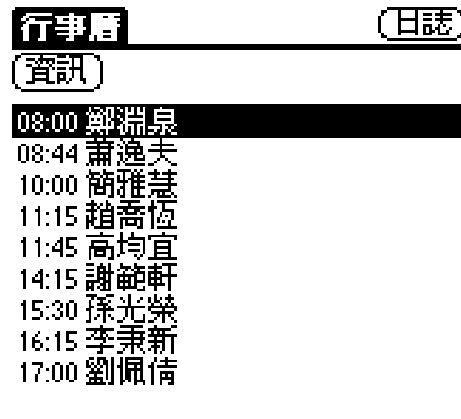 行事曆 日誌
資訊
08:00 鄭淵泉
08:44 蕭逸夫
10:00 簡雅慧
11:15 趙喬恆
11:45 高均宜
14:15 謝範軒
15:30 孫光榮
16:15 李秉新
17:00 劉佩倩